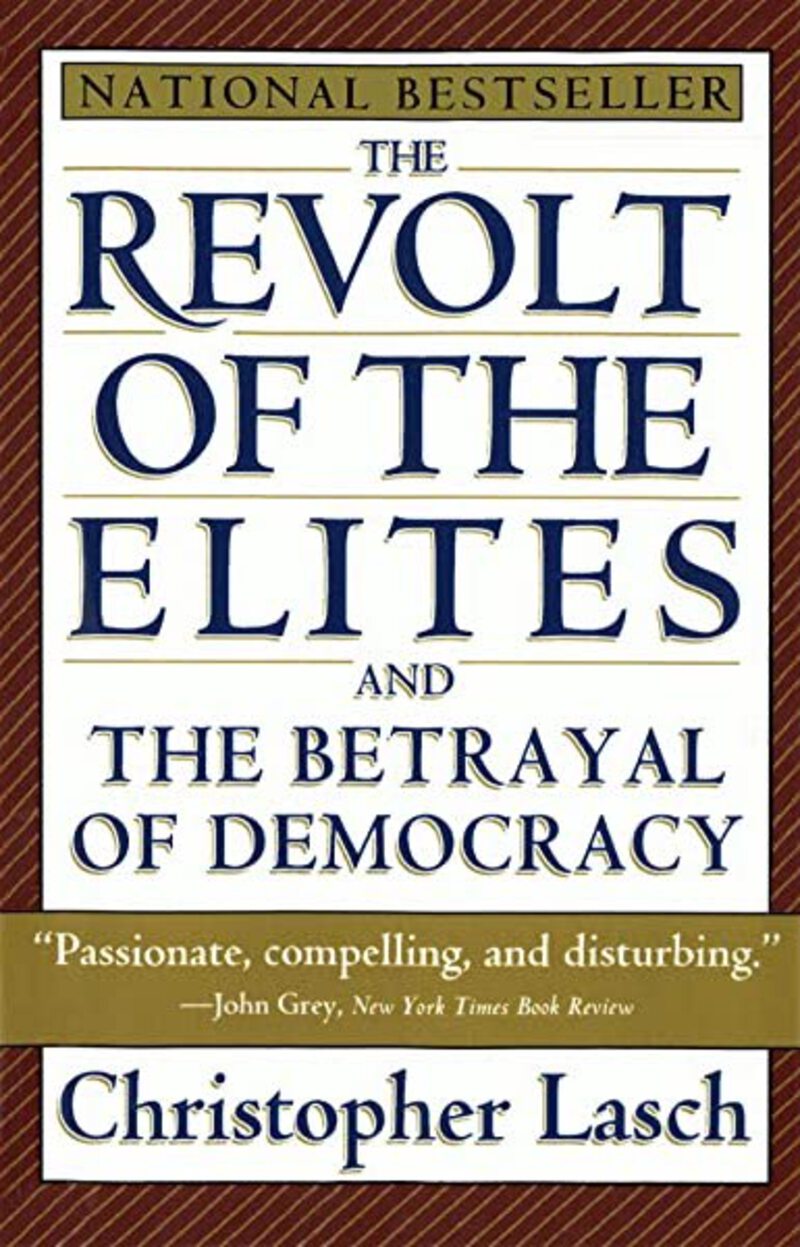 NATIONAL BESTSELLER
THE
REVOLT
OF THE
ELITES
AND
THE BETRAYAL
OF DEMOCRACY
“Passionate, compelling, and disturbing.”
—John Grey, New York Times Book Review
Christopher Lasch